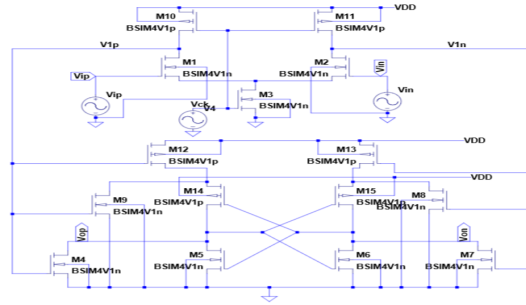 VDD
M10
M11
BSIM4V1p
BSIM4V1p
V1p
V1n
M1
M2
Vin
BSIM4V1n
BSIM4V1n
Vip
Vip
Vck
V4
M3
BSIM4V1n
Vin
M12
M13
VDD
BSIM4V1p
BSIM4V1p
VDD
M14
M15
M8
M9
BSIM4V1p
BSIM4V1p
BSIM4V1n
BSIM4V1n
Vop
Von
M4
M5
M6
M7
BSIM4V1n
BSIM4V1n
BSIM4V1n
BSIM4V1n